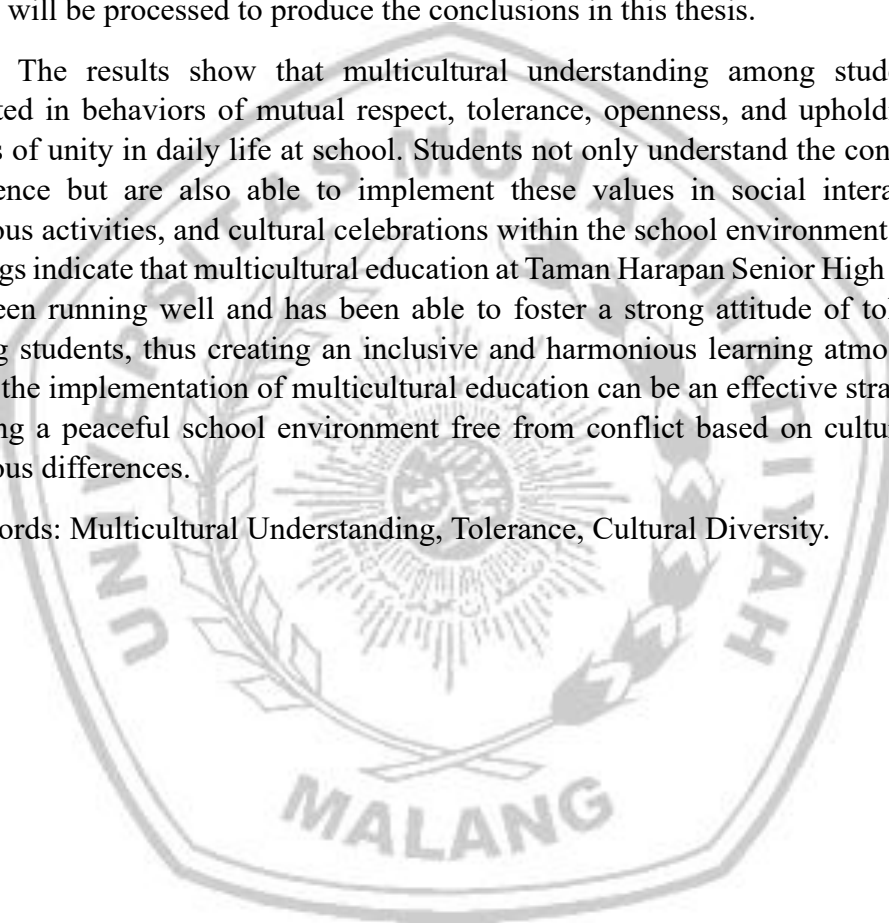 will be processed to produce the conclusions in this thesis.
The results show that multicultural understanding among stud
ted in behaviors of mutual respect, tolerance, openness, and uphold
s of unity in daily life at school. Students not only understand the con
ence but are also able to implement these values in social intera
ous activities, and cultural celebrations within the school environment
gs indicate that multicultural education at Taman Harapan Senior High
een running well and has been able to foster a strong attitude of tol
g students, thus creating an inclusive and harmonious learning atmo
the implementation of multicultural education can be an effective stra
ng a peaceful school environment free from conflict based on cultu
ous differences.
ords: Multicultural Understanding, Tolerance, Cultural Diversity.
UNIVERSITAS MUHAMMADIYAH
MALANG